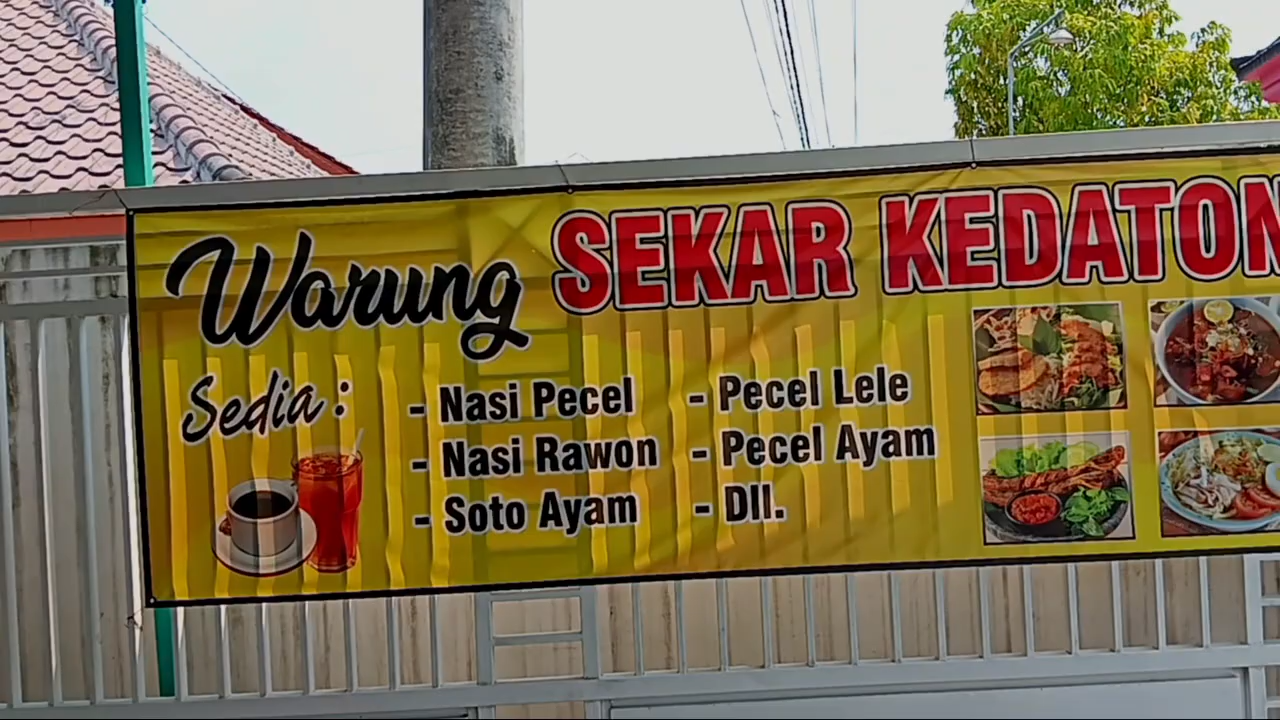 Warung SEKAR KEDATON
Sedia :
- Nasi Pecel
- Nasi Rawon
- Soto Ayam
- Pecel Lele
- Pecel Ayam
- Dll.